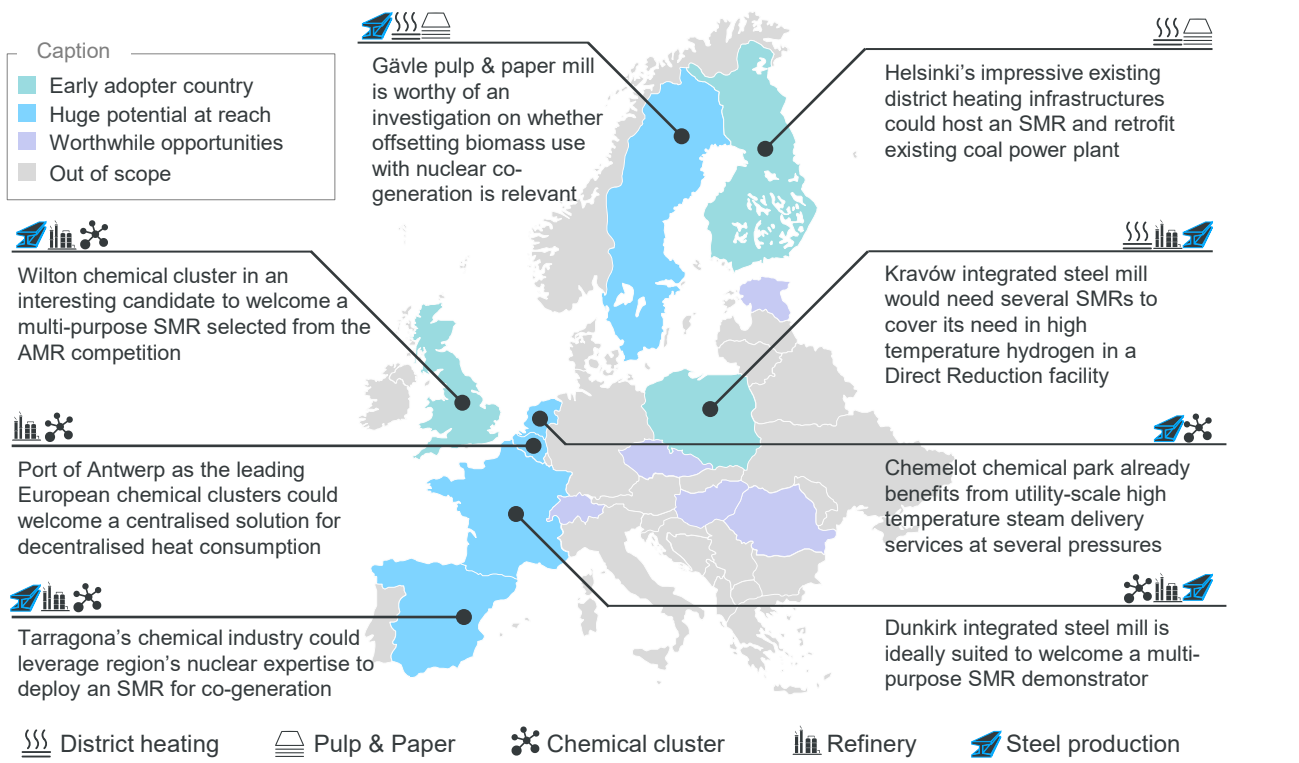 Caption
Early adopter country
Huge potential at reach
Worthwhile opportunities
Out of scope
Gävle pulp & paper mill
is worthy of an
investigation on whether
offsetting biomass use
with nuclear co-
generation is relevant
Helsinki's impressive existing
district heating infrastructures
could host an SMR and retrofit
existing coal power plant
Wilton chemical cluster in an
interesting candidate to welcome a
multi-purpose SMR selected from the
AMR competition
Kravów integrated steel mill
would need several SMRs to
cover its need in high
temperature hydrogen in a
Direct Reduction facility
Port of Antwerp as the leading
European chemical clusters could
welcome a centralised solution for
decentralised heat consumption
Chemelot chemical park already
benefits from utility-scale high
temperature steam delivery
services at several pressures
Tarragona's chemical industry could
leverage region's nuclear expertise to
deploy an SMR for co-generation
Dunkirk integrated steel mill is
ideally suited to welcome a multi-
purpose SMR demonstrator
District heating
Pulp & Paper
Chemical cluster
Refinery
Steel production